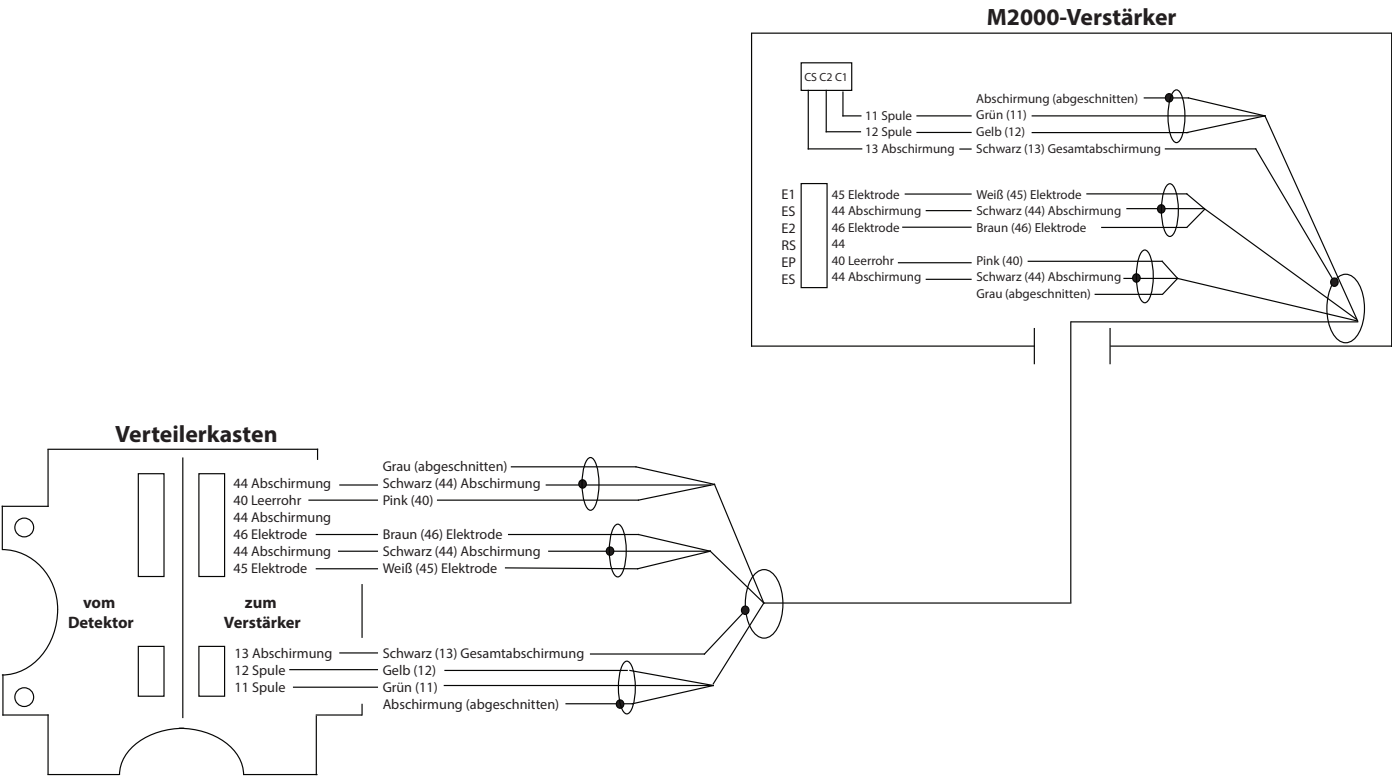 M2000-Verstärker
CS C2 C1
Abschirmung (abgeschnitten)
11 Spule Grün (11)
12 Spule Gelb (12)
13 Abschirmung Schwarz (13) Gesamtabschirmung
E1 45 Elektrode Weiß (45) Elektrode
ES 44 Abschirmung Schwarz (44) Abschirmung
E2 46 Elektrode Braun (46) Elektrode
RS 44
EP 40 Leerrohr Pink (40)
ES 44 Abschirmung Schwarz (44) Abschirmung
Grau (abgeschnitten)
Verteilerkasten
Grau (abgeschnitten)
44 Abschirmung Schwarz (44) Abschirmung
40 Leerrohr Pink (40)
44 Abschirmung
46 Elektrode Braun (46) Elektrode
44 Abschirmung Schwarz (44) Abschirmung
45 Elektrode Weiß (45) Elektrode
vom
Detektor
zum
Verstärker
13 Abschirmung Schwarz (13) Gesamtabschirmung
12 Spule Gelb (12)
11 Spule Grün (11)
Abschirmung (abgeschnitten)